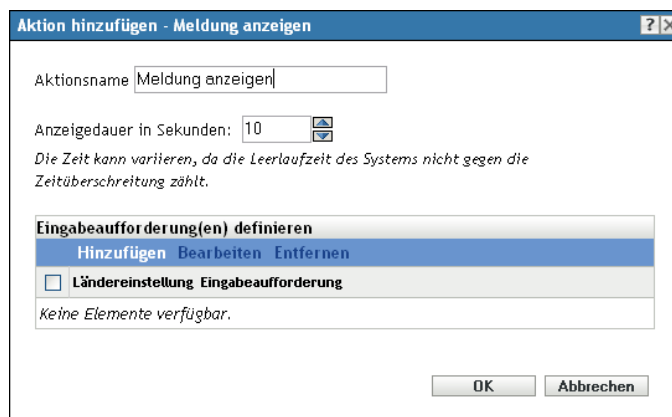 Aktion hinzufügen - Meldung anzeigen ? X
Aktionsname Meldung anzeigen
Anzeigedauer in Sekunden: 10
Die Zeit kann variieren, da die Leerlaufzeit des Systems nicht gegen die
Zeitüberschreitung zählt.
Eingabeaufforderung(en) definieren
Hinzufügen Bearbeiten Entfernen
Ländereinstellung Eingabeaufforderung
Keine Elemente verfügbar.
OK Abbrechen